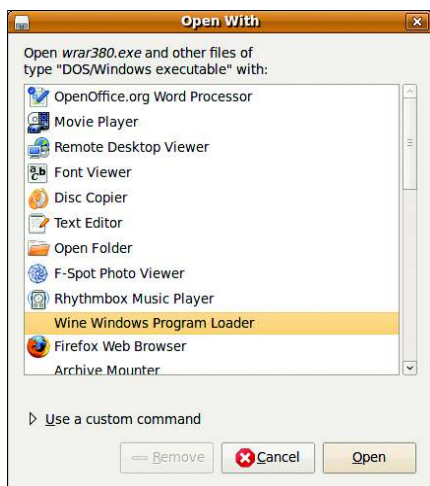 Open With
Open wrar380.exe and other files of
type "DOS/Windows executable" with:
OpenOffice.org Word Processor
Movie Player
Remote Desktop Viewer
Font Viewer
Disc Copier
Text Editor
Open Folder
F-Spot Photo Viewer
Rhythmbox Music Player
Wine Windows Program Loader
Firefox Web Browser
Archive Mounter
Use a custom command
Remove Cancel Open